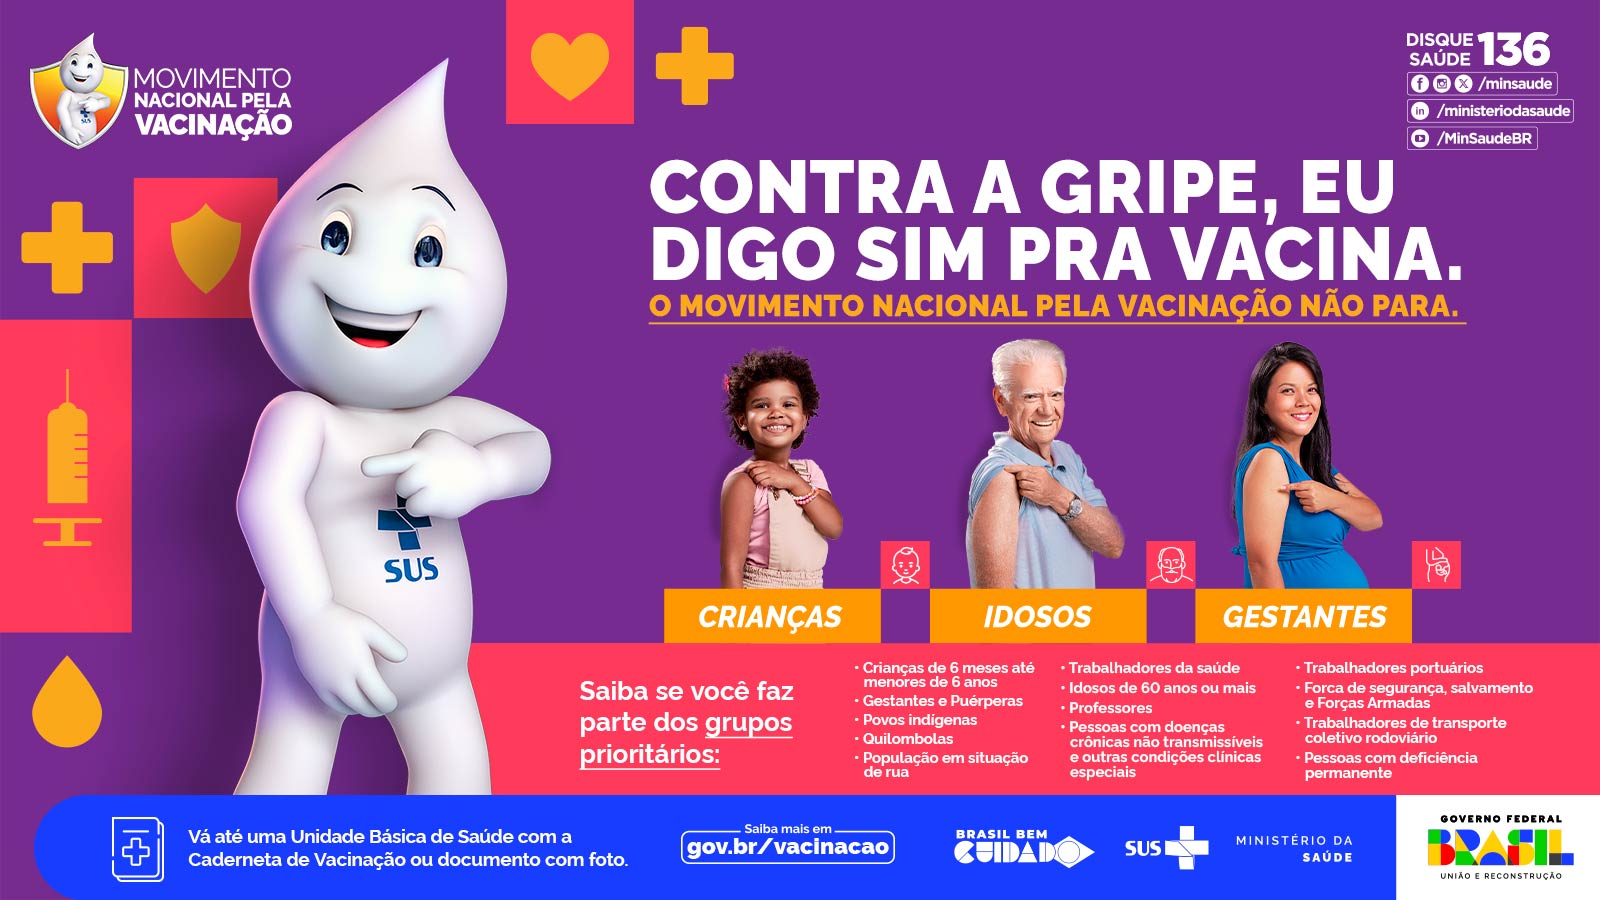 MOVIMENTO
NACIONAL PELA
VACINAÇÃO
SUS
DISQUE
SAÚDE 136
/minsaude
/ministeriodasaude
/MinSaudeBR
CONTRA A GRIPE, EU
DIGO SIM PRA VACINA.
O MOVIMENTO NACIONAL PELA VACINAÇÃO NÃO PARA.
SUS
CRIANÇAS
IDOSOS
GESTANTES
Saiba se você faz
parte dos grupos
prioritários:
• Crianças de 6 meses até
menores de 6 anos
• Gestantes e Puérperas
• Povos indígenas
• Quilombolas
• População em situação
de rua
• Trabalhadores da saúde
• Idosos de 60 anos ou mais
• Professores
• Pessoas com doenças
crônicas não transmissíveis
e outras condições clínicas
especiais
• Trabalhadores portuários
• Forca de segurança, salvamento
e Forças Armadas
• Trabalhadores de transporte
coletivo rodoviário
• Pessoas com deficiência
permanente
Vá até uma Unidade Básica de Saúde com a
Caderneta de Vacinação ou documento com foto.
Saiba mais em
gov.br/vacinacao
BRASIL BEM
CUIDADO
SUS
MINISTÉRIO DA
SAÚDE
GOVERNO FEDERAL
BRASIL
UNIÃO E RECONSTRUÇÃO